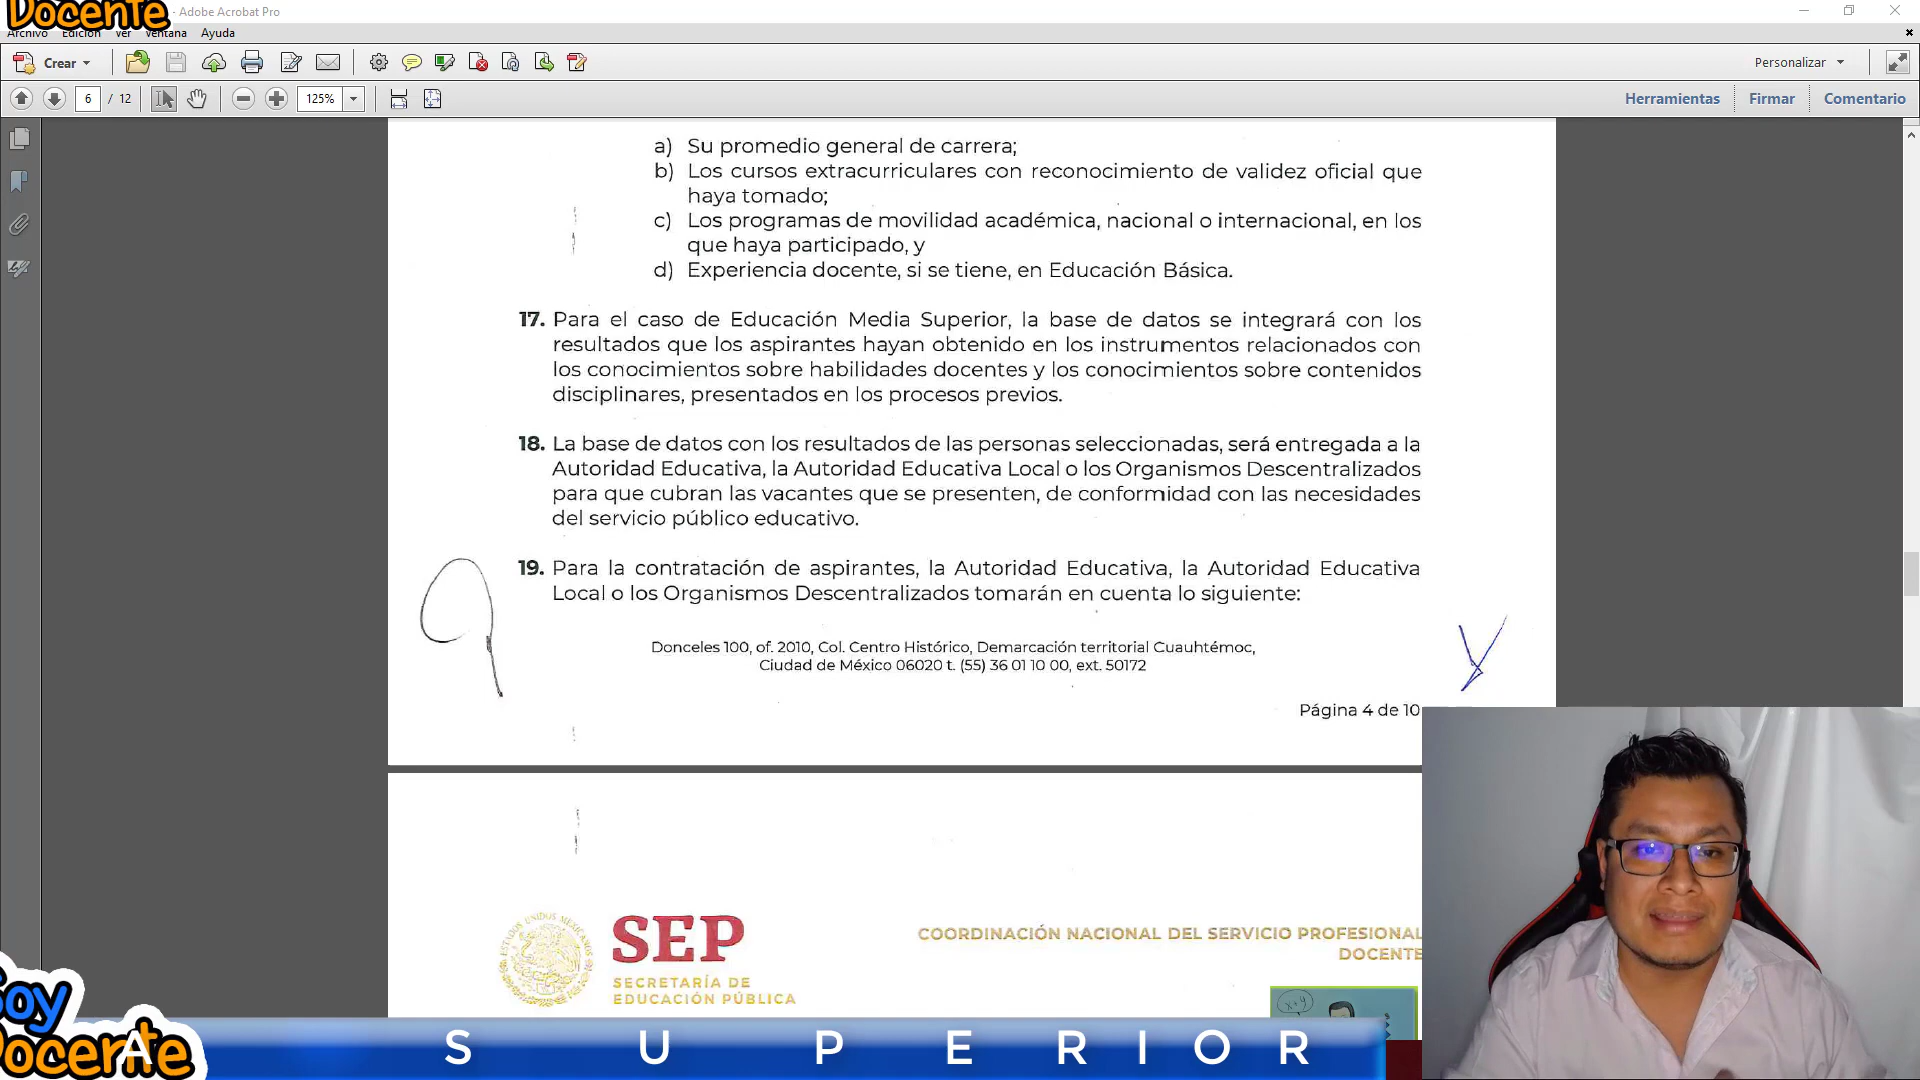 Docente
- Adobe Acrobat Pro
Archivo Edición Ver Ventana Ayuda
Crear
Personalizar
6 / 12
125%
Herramientas Firmar Comentario
a) Su promedio general de carrera;
b) Los cursos extracurriculares con reconocimiento de validez oficial que
haya tomado;
c) Los programas de movilidad académica, nacional o internacional, en los
que haya participado, y
d) Experiencia docente, si se tiene, en Educación Básica.
17. Para el caso de Educación Media Superior, la base de datos se integrará con los
resultados que los aspirantes hayan obtenido en los instrumentos relacionados con
los conocimientos sobre habilidades docentes y los conocimientos sobre contenidos
disciplinares, presentados en los procesos previos.
18. La base de datos con los resultados de las personas seleccionadas, será entregada a la
Autoridad Educativa, la Autoridad Educativa Local o los Organismos Descentralizados
para que cubran las vacantes que se presenten, de conformidad con las necesidades
del servicio público educativo.
19. Para la contratación de aspirantes, la Autoridad Educativa, la Autoridad Educativa
Local o los Organismos Descentralizados tomarán en cuenta lo siguiente:
Donceles 100, of. 2010, Col. Centro Histórico, Demarcación territorial Cuauhtémoc,
Ciudad de México 06020 t. (55) 36 01 10 00, ext. 50172
Página 4 de 10
ESTADOS UNIDOS MEXICANOS
SEP
SECRETARÍA DE
EDUCACIÓN PÚBLICA
COORDINACIÓN NACIONAL DEL SERVICIO PROFESIONAL
DOCENTE
x+y
Soy
Docente
A SUPERIOR